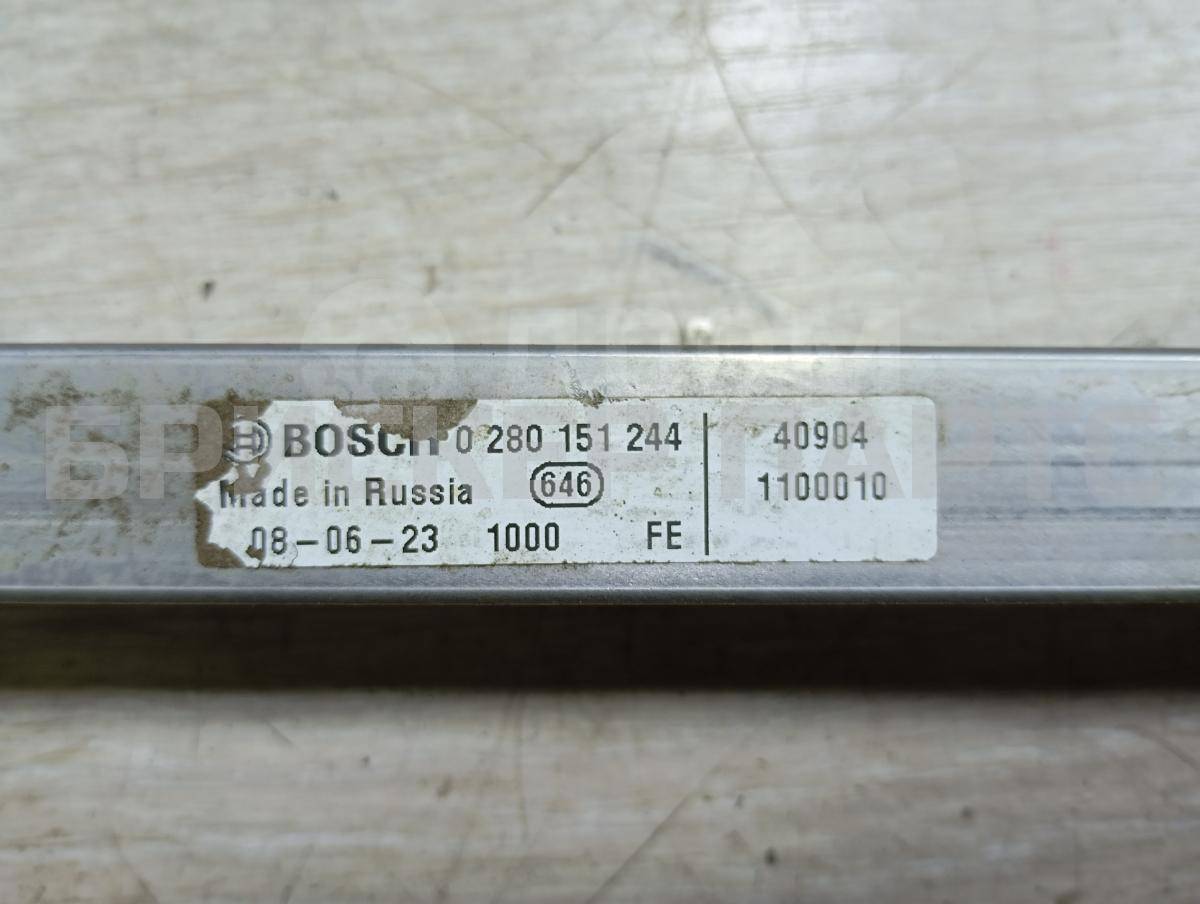 BOSCH 0 280 151 244
Made in Russia 646
08-06-23 1000 FE
40904
1100010